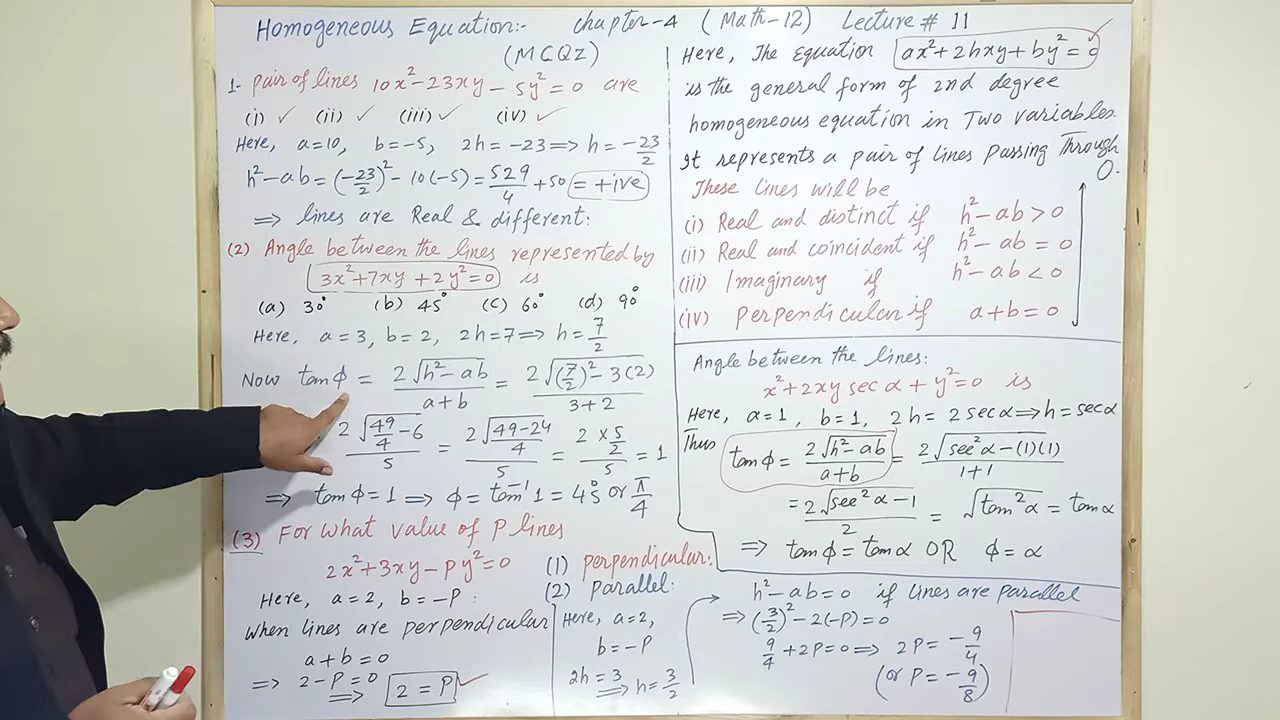 Homogeneous Equation:- Chapter-4 (Math-12) Lecture # 11
(MCQZ)
1- pair of lines 10x²-23xy - 5y²=0 are
(i) ✓ (ii) ✓ (iii) ✓ (iv) ✓
Here, a=10, b=-5, 2h = -23 ⟹ h = -23/2
h²-ab = (-23/2)² - 10(-5) = 529/4 + 50 = +ive
⟹ lines are Real & different:
(2) Angle between the lines represented by
3x²+7xy+2y²=0 is
(a) 30° (b) 45° (c) 60° (d) 90°
Here, a=3, b=2, 2h=7 ⟹ h=7/2
Now tanϕ = 2√(h²-ab)/(a+b) = 2√((7/2)²-3(2))/(3+2)
2√(49/4-6)/5 = 2√((49-24)/4)/5 = (2×5/2)/5 = 1
⟹ tanϕ=1 ⟹ ϕ=tan⁻¹1=45° or π/4
(3) For what value of P lines
2x²+3xy-py²=0 (1) perpendicular:
(2) parallel:
Here, a=2, b=-P:
when lines are perpendicular
a+b=0
⟹ 2-P=0
⟹ 2=P ✓
Here, a=2,
b=-P
2h=3
⟹ h=3/2
Here, The equation ax²+2hxy+by²=0 ✓
is the general form of 2nd degree
homogeneous equation in Two variables.
It represents a pair of lines passing Through
O.
These lines will be
(i) Real and distinct if h²-ab>0
(ii) Real and coincident if h²-ab=0
(iii) Imaginary if h²-ab<0
(iv) perpendicular if a+b=0
Angle between the lines:
x²+2xy sec α + y²=0 is
Here, a=1, b=1, 2h=2secα ⟹ h=secα
Thus tanϕ = 2√(h²-ab)/(a+b) = 2√(sec²α-(1)(1))/(1+1)
= 2√(sec²α-1)/2 = √(tan²α) = tanα
⟹ tanϕ=tanα OR ϕ=α
h²-ab=0 if lines are parallel
⟹ (3/2)²-2(-P)=0
9/4+2P=0 ⟹ 2P=-9/4
(or P=-9/8)